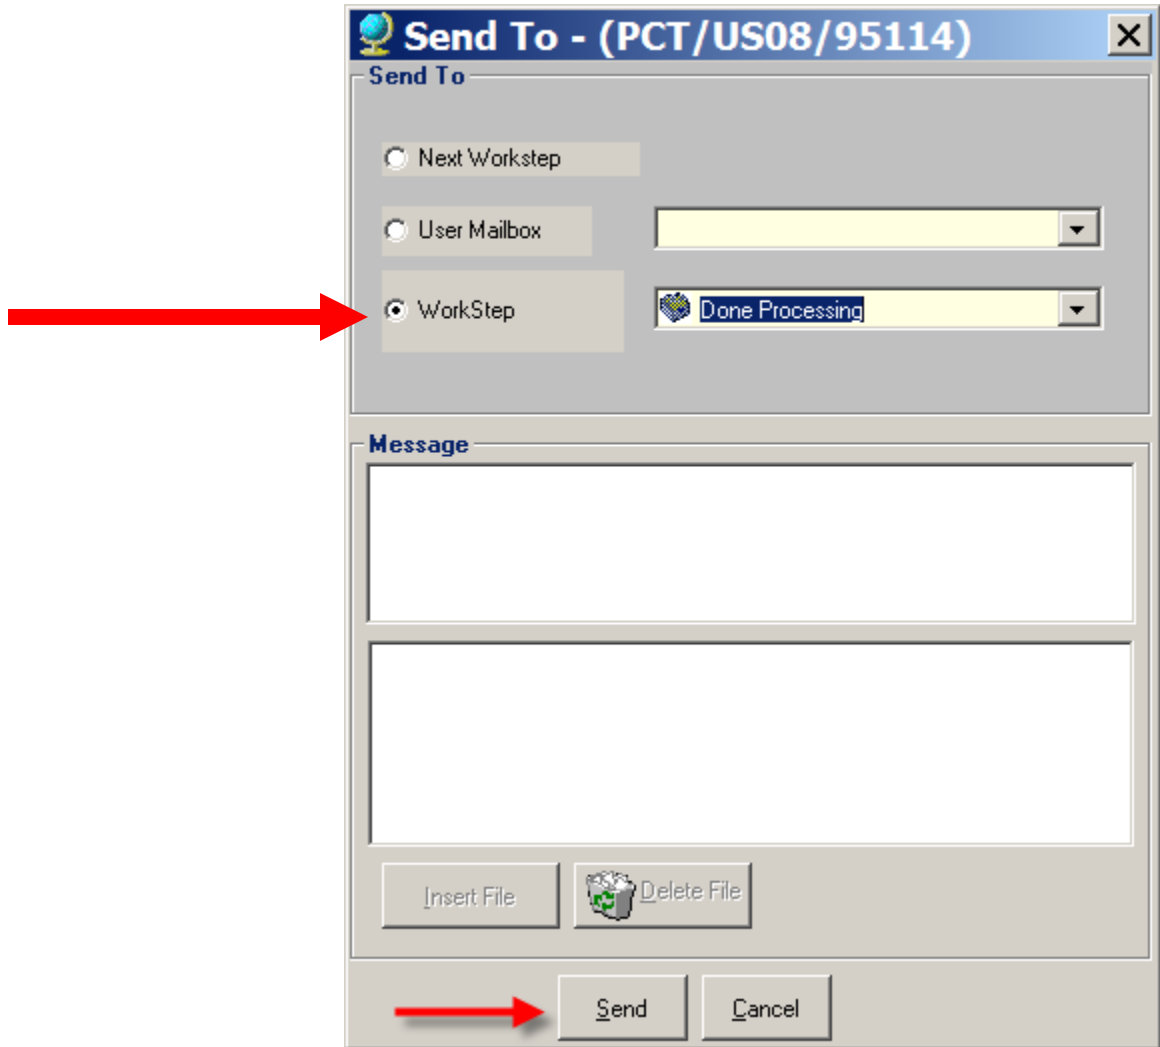 Send To - (PCT/US08/95114)
Send To
Next Workstep
User Mailbox
WorkStep
Done Processing
Message
Insert File
Delete File
Send
Cancel